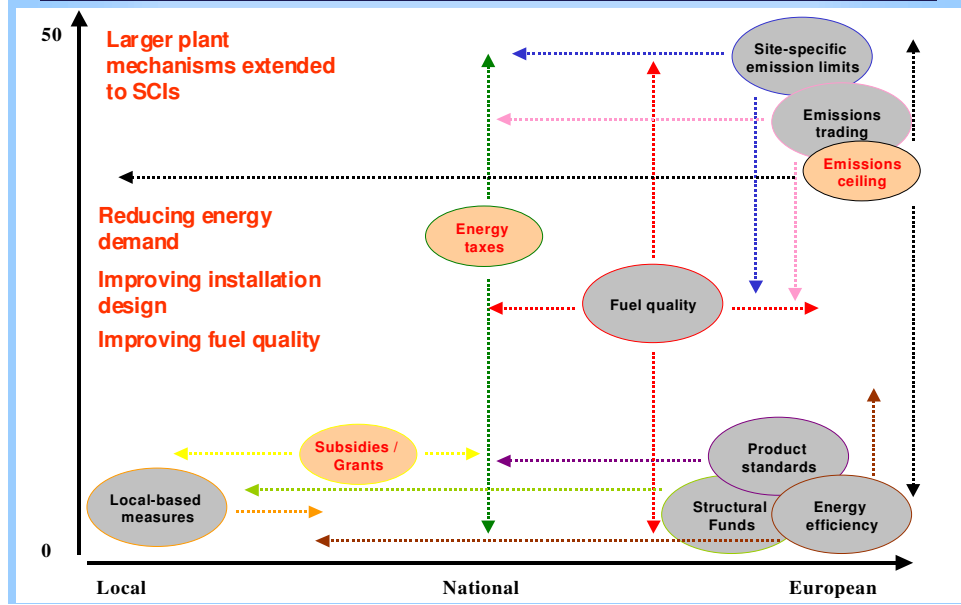 50
Larger plant
mechanisms extended
to SCIs
Site-specific
emission limits
Emissions
trading
Emissions
ceiling
Reducing energy
demand
Energy
taxes
Improving installation
design
Fuel quality
Improving fuel quality
Subsidies /
Grants
Product
standards
Local-based
measures
Structural
Funds
Energy
efficiency
0
Local
National
European